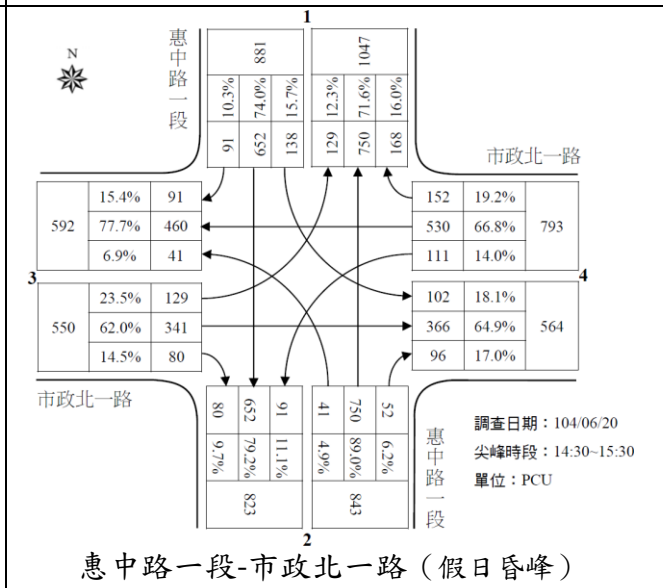 1
N
惠中路一段
881 1047
10.3% 74.0% 15.7% 12.3% 71.6% 16.0%
91 652 138 129 750 168
市政北一路
592 15.4% 91
77.7% 460
6.9% 41
152 19.2% 793
530 66.8%
111 14.0%
3 4
550 23.5% 129
62.0% 341
14.5% 80
102 18.1% 564
366 64.9%
96 17.0%
市政北一路
80 652 91 41 750 52
9.7% 79.2% 11.1% 4.9% 89.0% 6.2%
823 843
惠中路一段
調查日期：104/06/20
尖峰時段：14:30~15:30
單位：PCU
2
惠中路一段-市政北一路（假日昏峰）